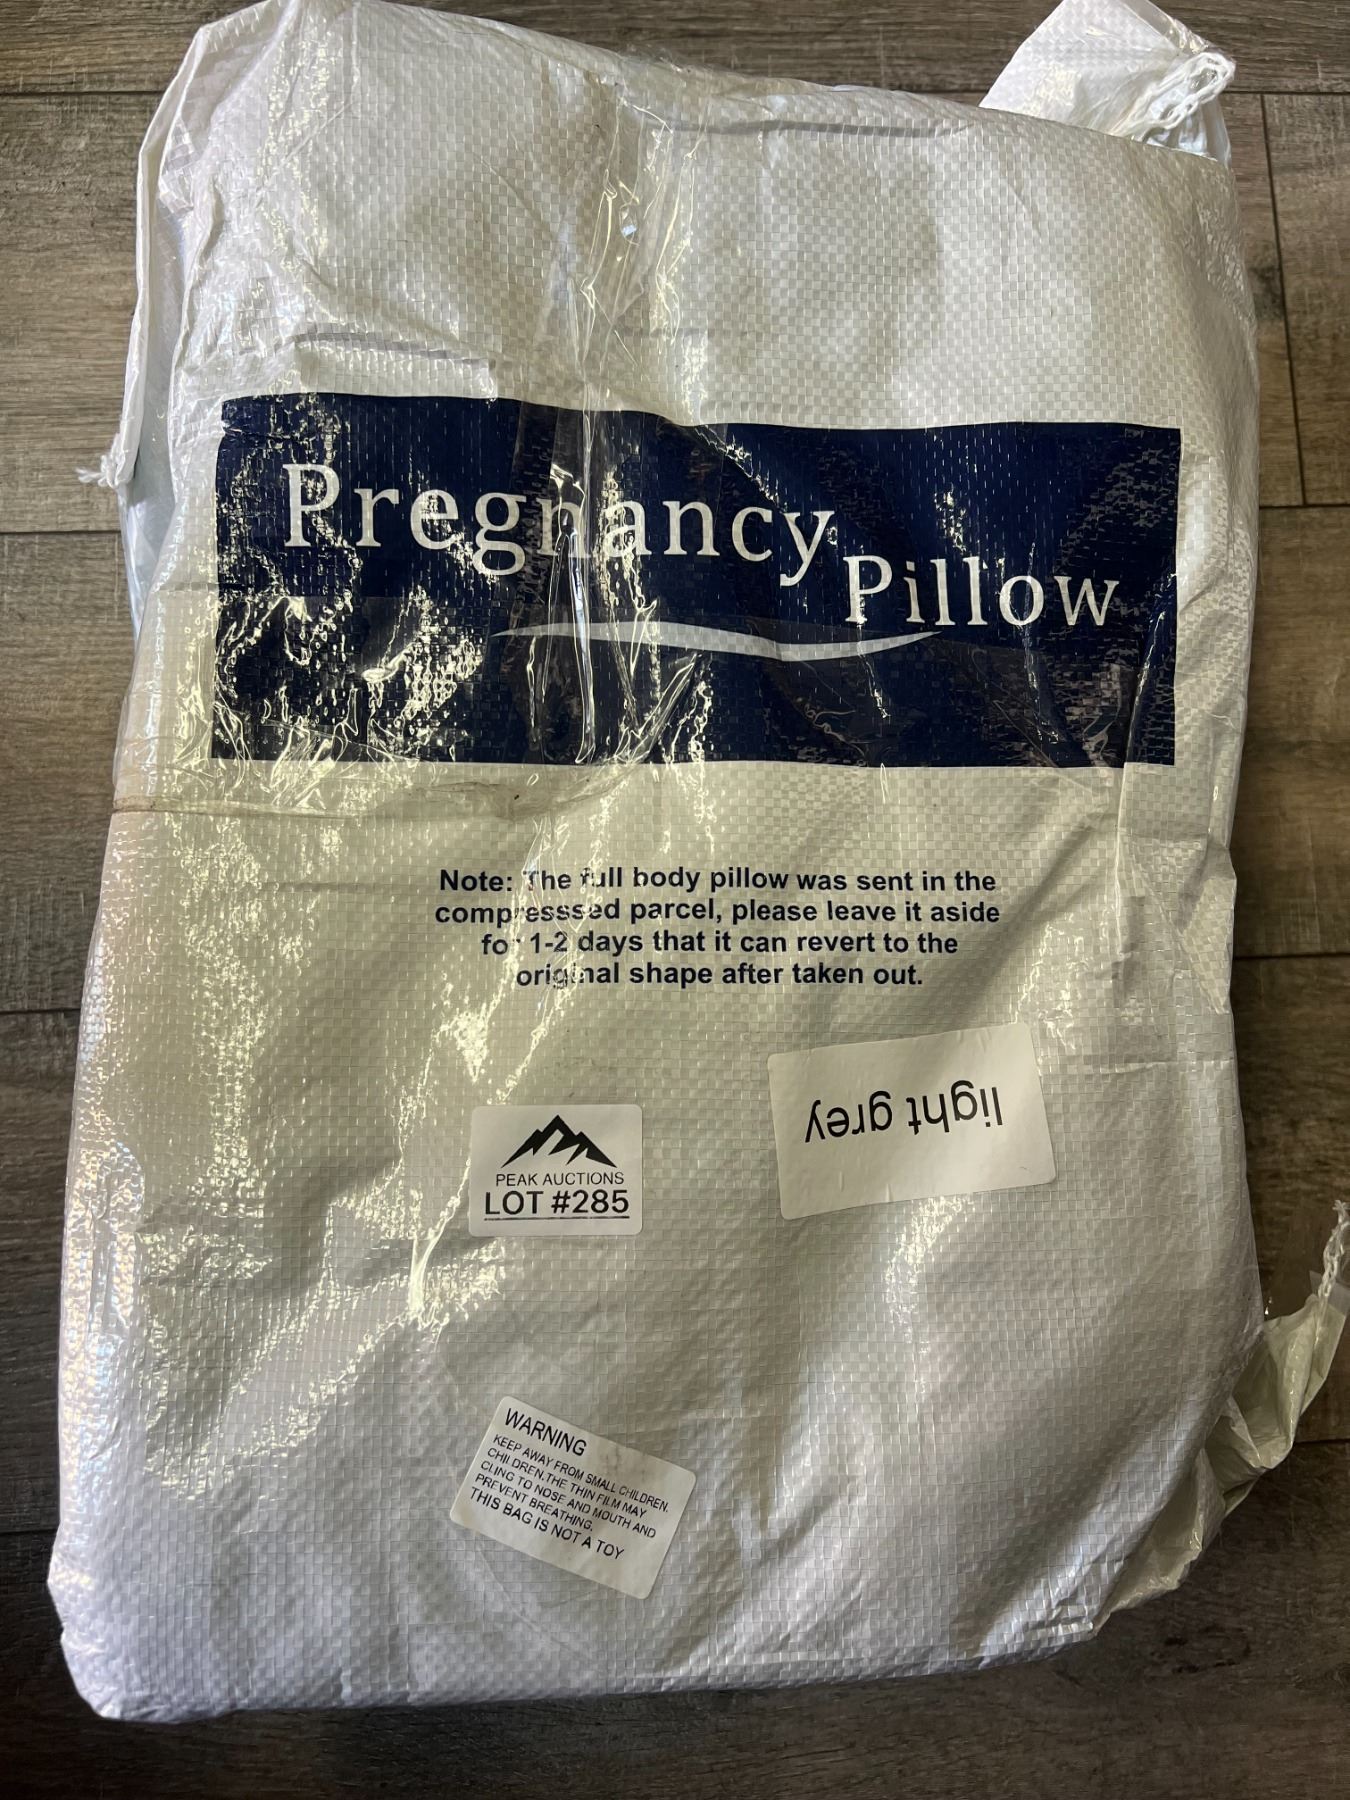 Pregnancy
Pillow
Note: The full body pillow was sent in the
compresssed parcel, please leave it aside
for 1-2 days that it can revert to the
original shape after taken out.
light grey
PEAK AUCTIONS
LOT #285
WARNING
KEEP AWAY FROM SMALL CHILDREN.
CHILDREN.THE THIN FILM MAY
CLING TO NOSE AND MOUTH AND
PREVENT BREATHING.
THIS BAG IS NOT A TOY